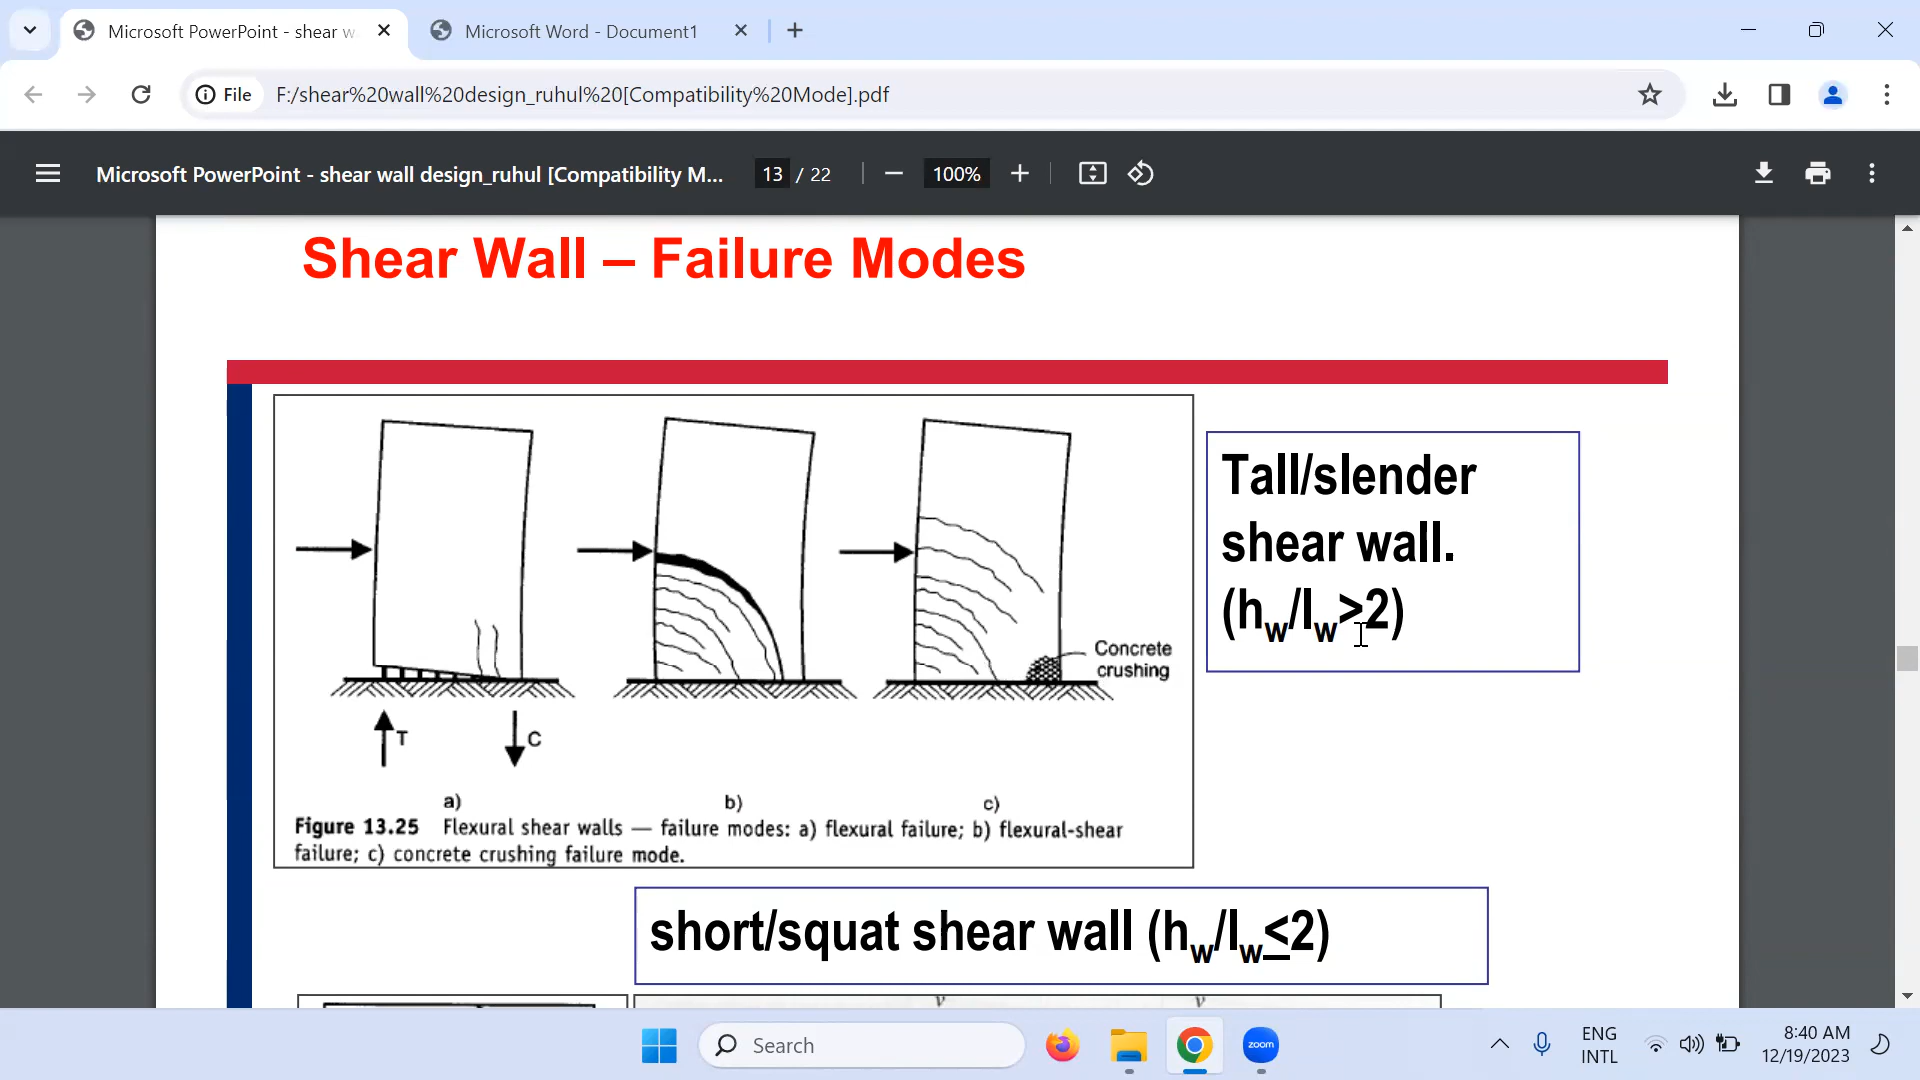 Microsoft PowerPoint - shear w
Microsoft Word - Document1
File
F:/shear%20wall%20design_ruhul%20[Compatibility%20Mode].pdf
Microsoft PowerPoint - shear wall design_ruhul [Compatibility M...
13 / 22
100%
Shear Wall – Failure Modes
Tall/slender
shear wall.
(hw/lw>2)
Concrete
crushing
T
C
a)
b)
c)
Figure 13.25 Flexural shear walls — failure modes: a) flexural failure; b) flexural-shear
failure; c) concrete crushing failure mode.
short/squat shear wall (hw/lw≤2)
v
v
Search
zoom
ENG
INTL
8:40 AM
12/19/2023